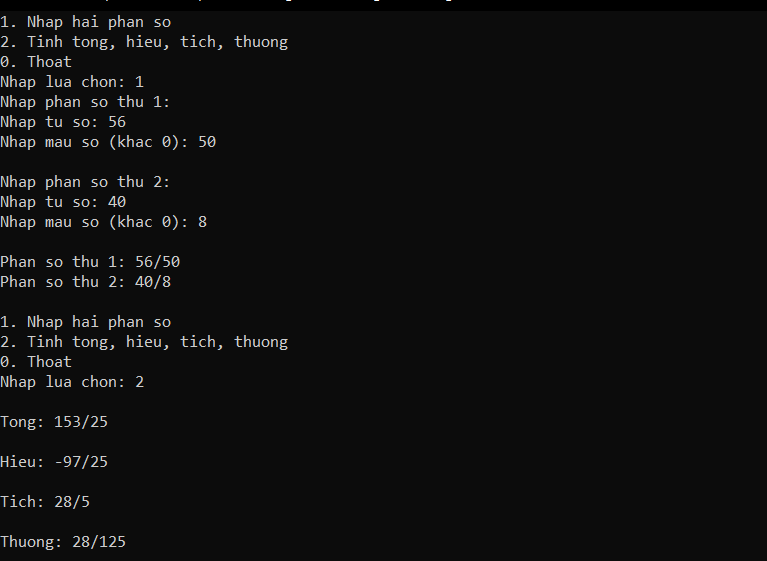 1. Nhap hai phan so
2. Tinh tong, hieu, tich, thuong
0. Thoat
Nhap lua chon: 1
Nhap phan so thu 1:
Nhap tu so: 56
Nhap mau so (khac 0): 50
Nhap phan so thu 2:
Nhap tu so: 40
Nhap mau so (khac 0): 8
Phan so thu 1: 56/50
Phan so thu 2: 40/8
1. Nhap hai phan so
2. Tinh tong, hieu, tich, thuong
0. Thoat
Nhap lua chon: 2
Tong: 153/25
Hieu: -97/25
Tich: 28/5
Thuong: 28/125